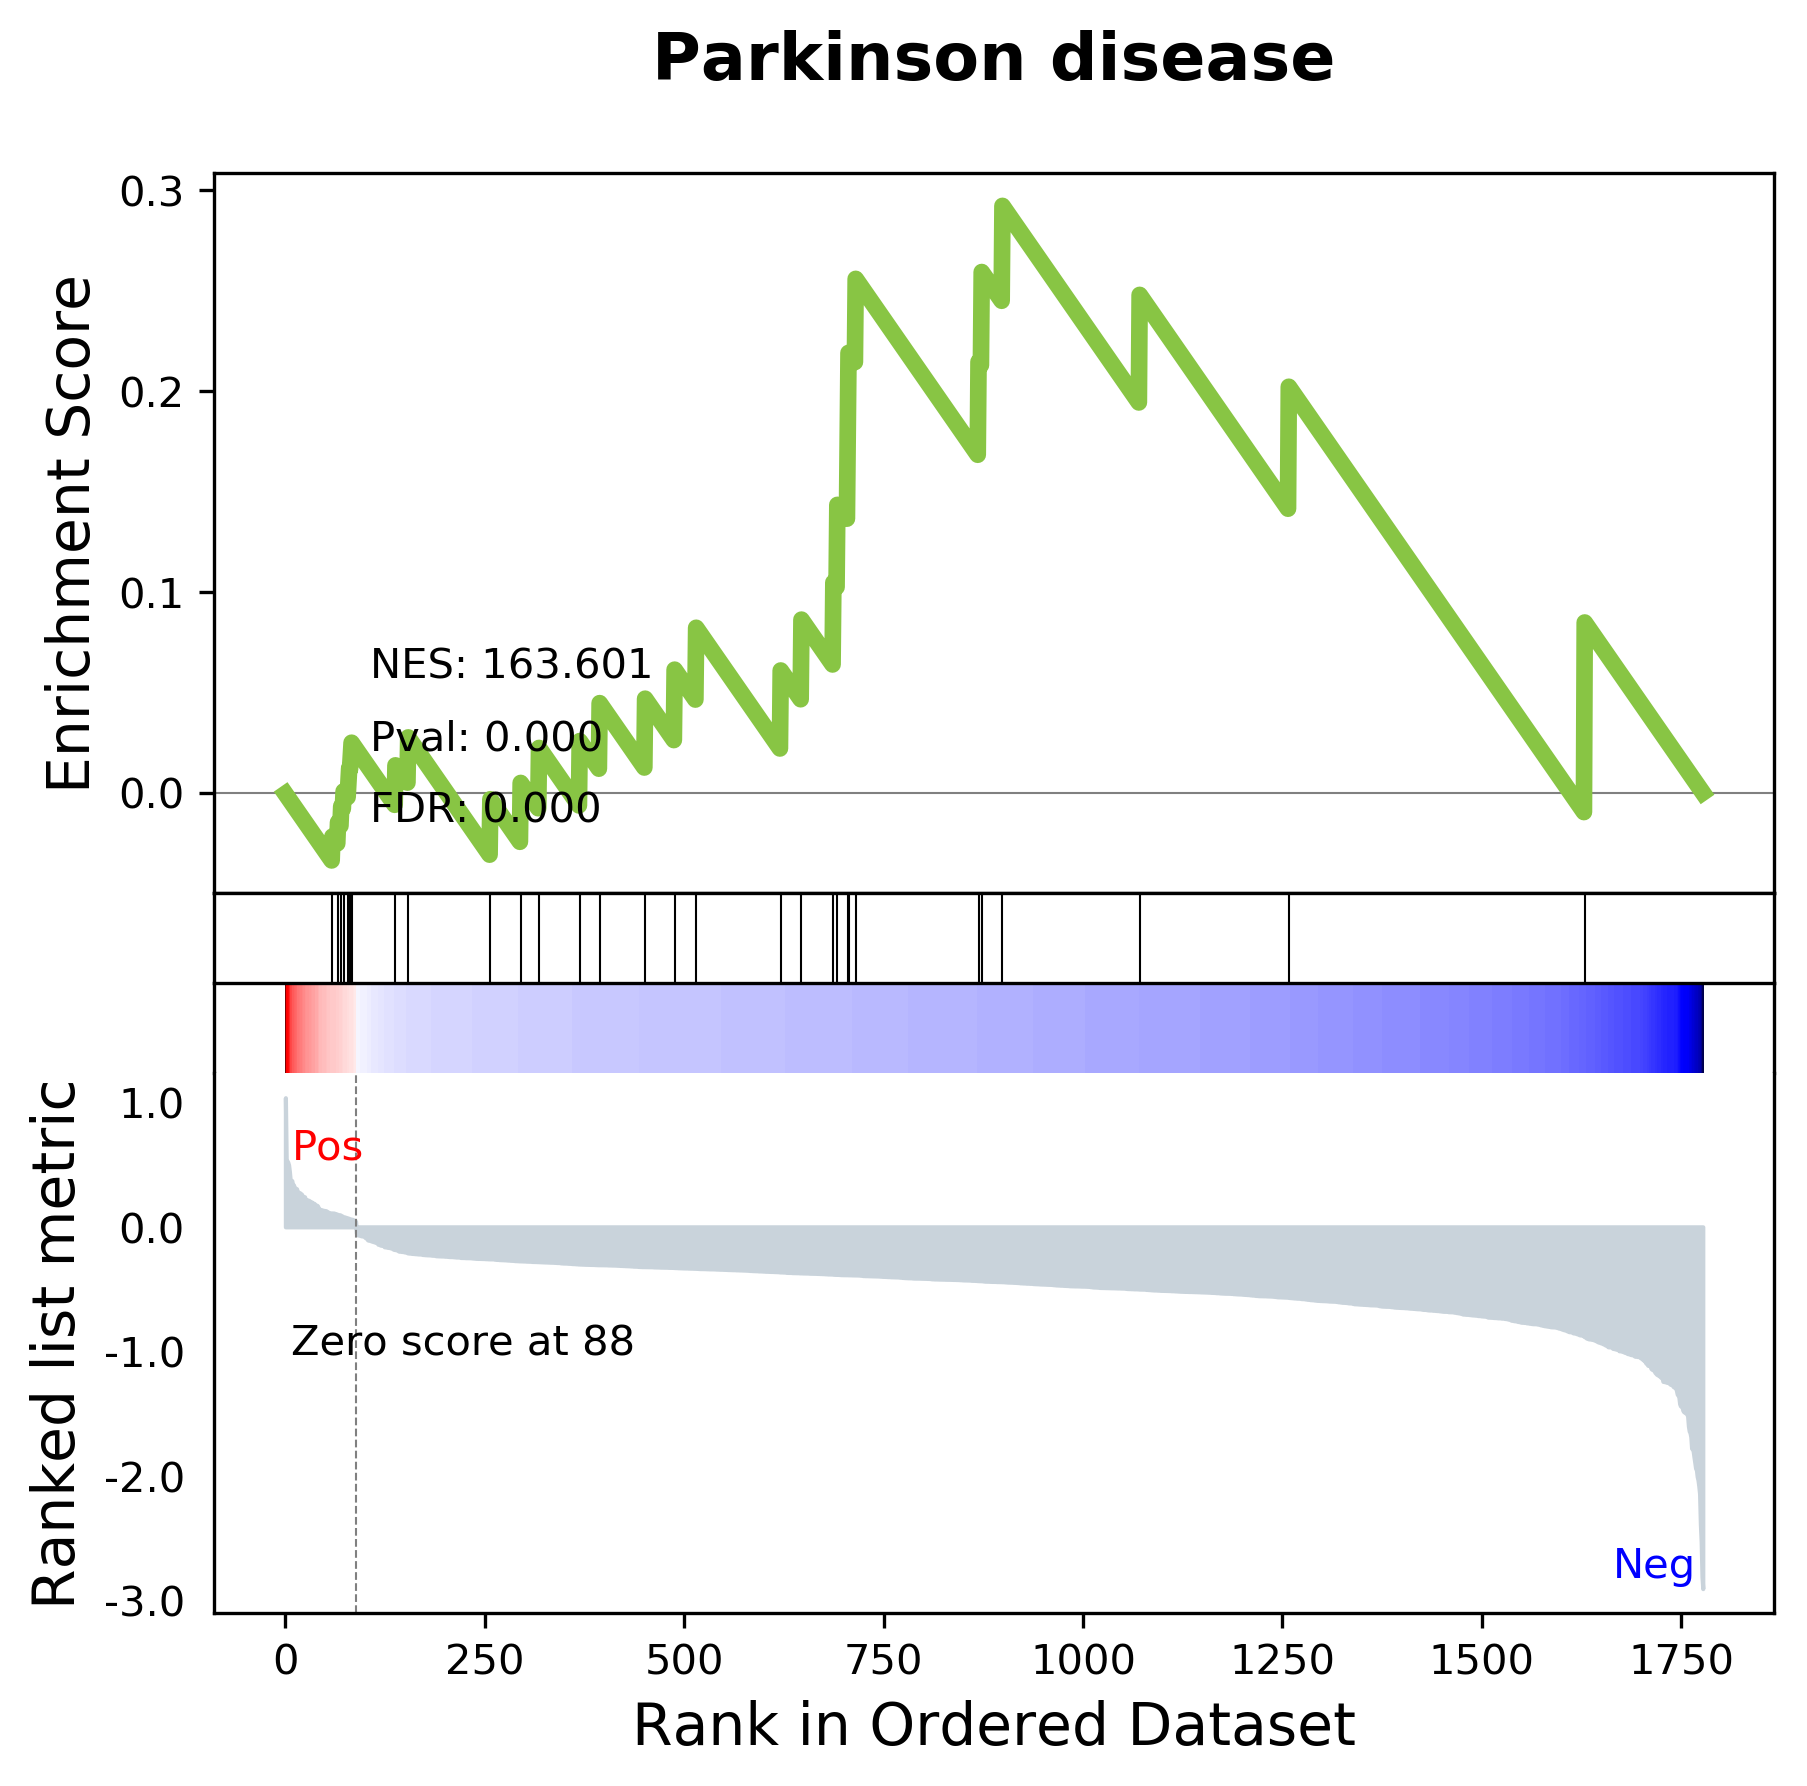 Parkinson disease
Enrichment Score
0.3
0.2
0.1
0.0
NES: 163.601
Pval: 0.000
FDR: 0.000
Ranked list metric
1.0
0.0
-1.0
-2.0
-3.0
Pos
Zero score at 88
Neg
0 250 500 750 1000 1250 1500 1750
Rank in Ordered Dataset